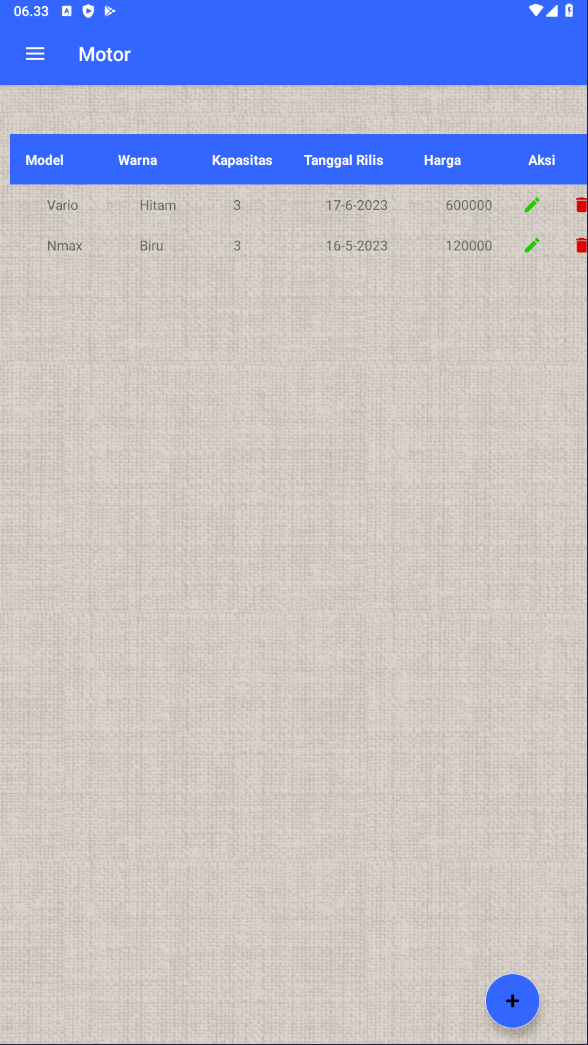 06.33
Motor
Model Warna Kapasitas Tanggal Rilis Harga Aksi
Vario Hitam 3 17-6-2023 600000
Nmax Biru 3 16-5-2023 120000
+